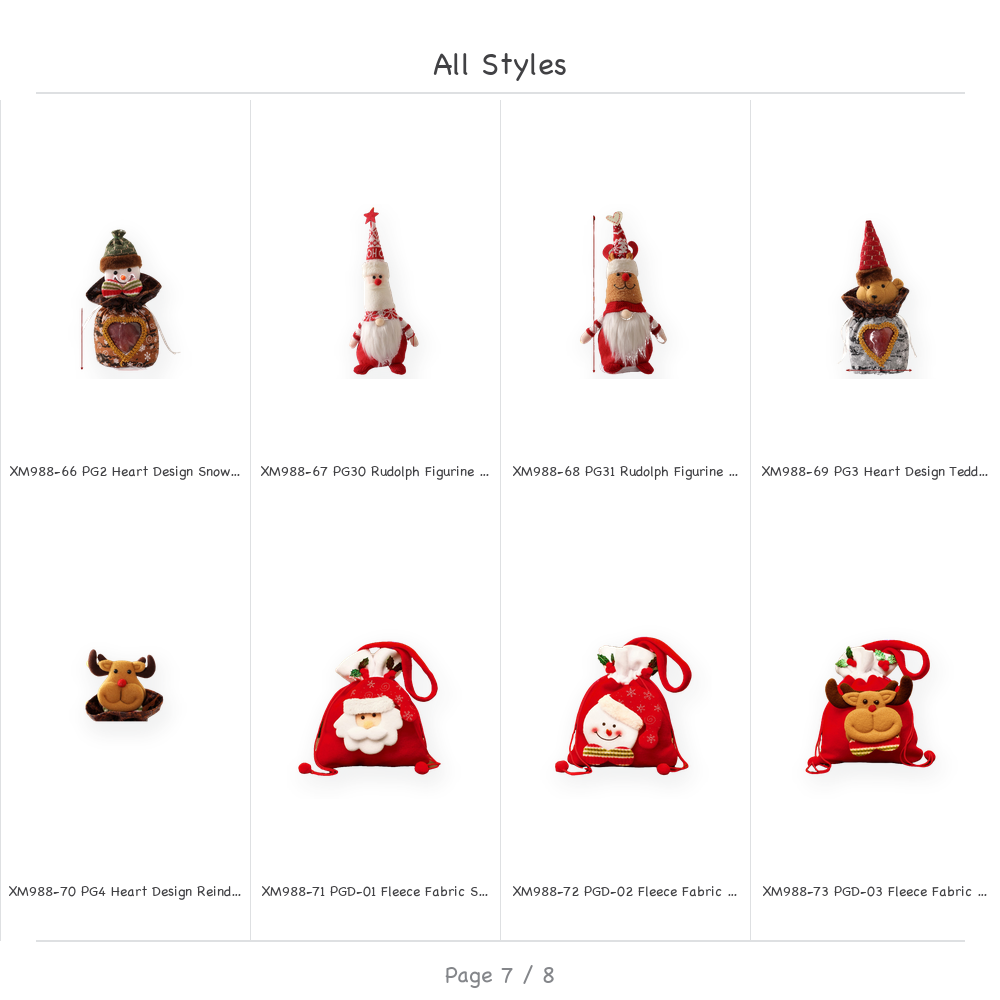 All Styles
XM988-66 PG2 Heart Design Snow...
XM988-67 PG30 Rudolph Figurine ...
XM988-68 PG31 Rudolph Figurine ...
XM988-69 PG3 Heart Design Tedd...
XM988-70 PG4 Heart Design Reind...
XM988-71 PGD-01 Fleece Fabric S...
XM988-72 PGD-02 Fleece Fabric ...
XM988-73 PGD-03 Fleece Fabric ...
Page 7 / 8